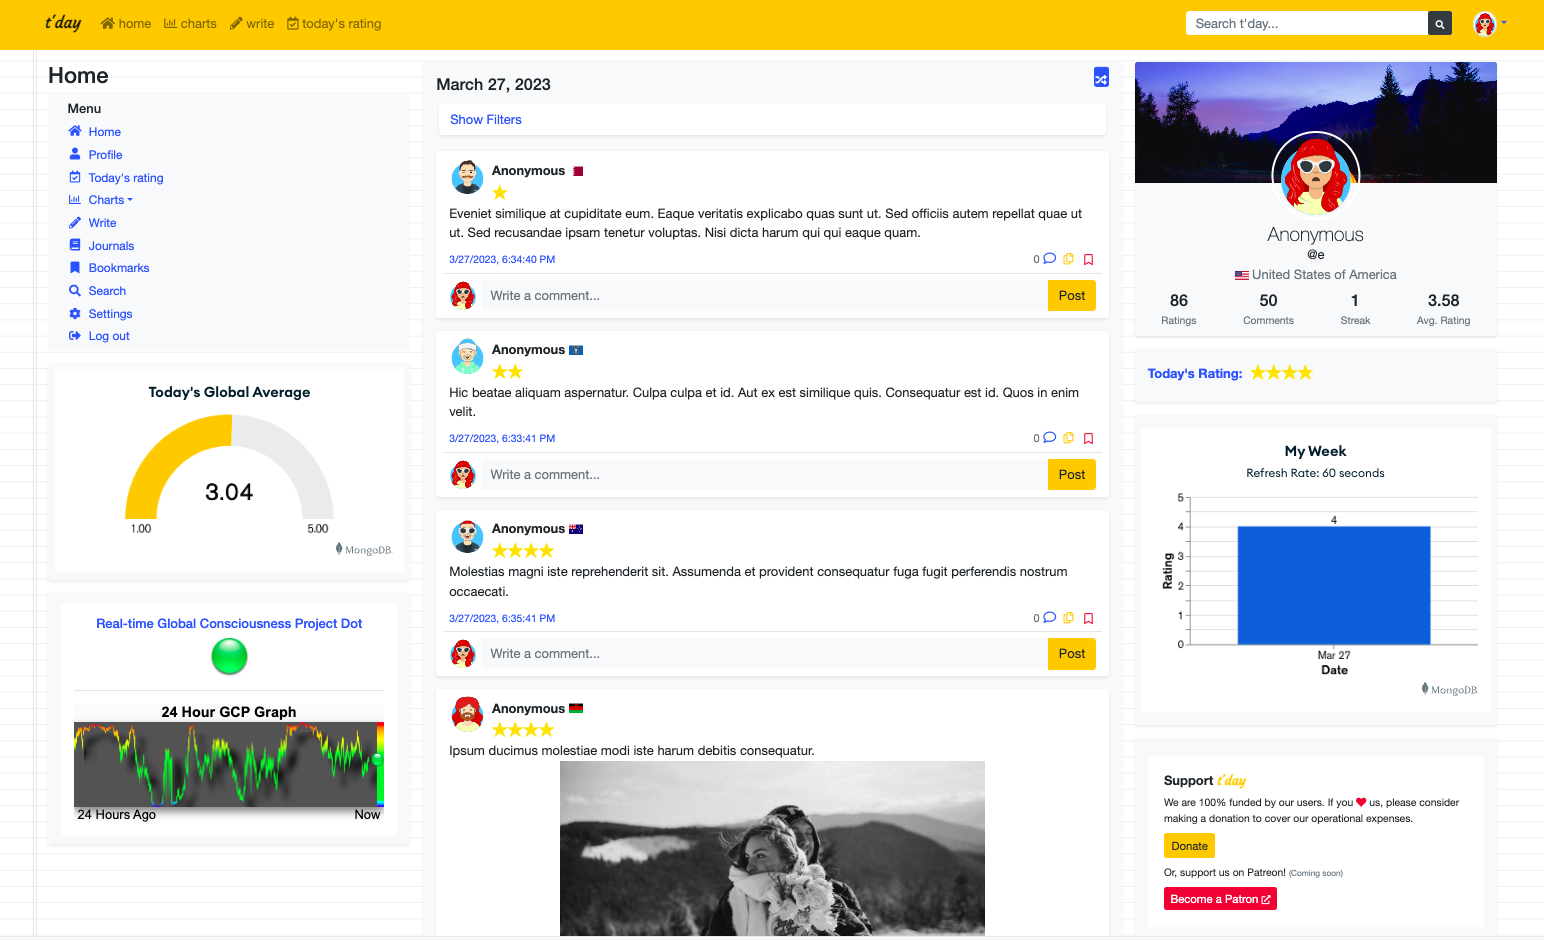 t'day
home
charts
write
today's rating
Search t'day...
Home
Menu
Home
Profile
Today's rating
Charts
Write
Journals
Bookmarks
Search
Settings
Log out
Today's Global Average
3.04
1.00
5.00
MongoDB.
Real-time Global Consciousness Project Dot
24 Hour GCP Graph
24 Hours Ago
Now
March 27, 2023
Show Filters
Anonymous
Eveniet similique at cupiditate eum. Eaque veritatis explicabo quas sunt ut. Sed officiis autem repellat quae ut
ut. Sed recusandae ipsam tenetur voluptas. Nisi dicta harum qui qui eaque quam.
3/27/2023, 6:34:40 PM
0
Write a comment...
Post
Anonymous
Hic beatae aliquam aspernatur. Culpa culpa et id. Aut ex est similique quis. Consequatur est id. Quos in enim
velit.
3/27/2023, 6:33:41 PM
0
Write a comment...
Post
Anonymous
Molestias magni iste reprehenderit sit. Assumenda et provident consequatur fuga fugit perferendis nostrum
occaecati.
3/27/2023, 6:35:41 PM
0
Write a comment...
Post
Anonymous
Ipsum ducimus molestiae modi iste harum debitis consequatur.
Anonymous
@e
United States of America
86
50
1
3.58
Ratings
Comments
Streak
Avg. Rating
Today's Rating:
My Week
Refresh Rate: 60 seconds
5
4
3
2
1
0
Rating
4
Mar 27
Date
MongoDB.
Support t'day
We are 100% funded by our users. If you us, please consider
making a donation to cover our operational expenses.
Donate
Or, support us on Patreon! (Coming soon)
Become a Patron